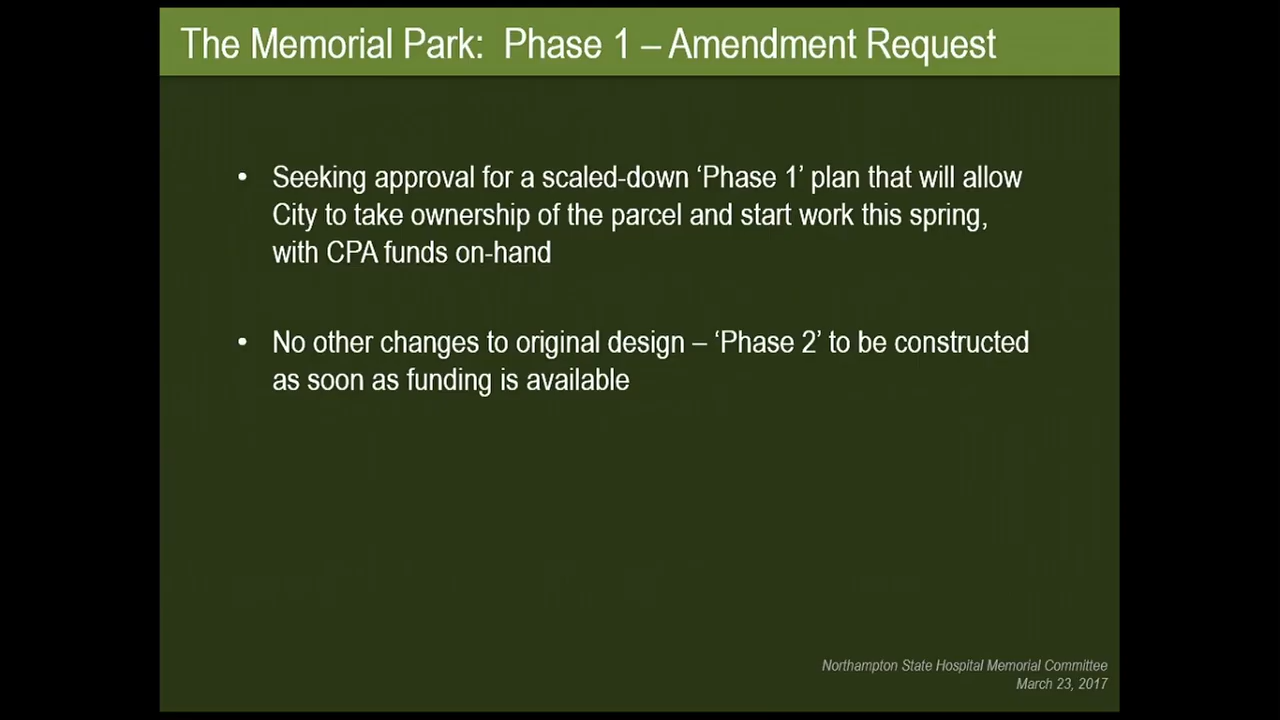 The Memorial Park:  Phase 1 – Amendment Request
• Seeking approval for a scaled-down ‘Phase 1’ plan that will allow
City to take ownership of the parcel and start work this spring,
with CPA funds on-hand
• No other changes to original design – ‘Phase 2’ to be constructed
as soon as funding is available
Northampton State Hospital Memorial Committee
March 23, 2017